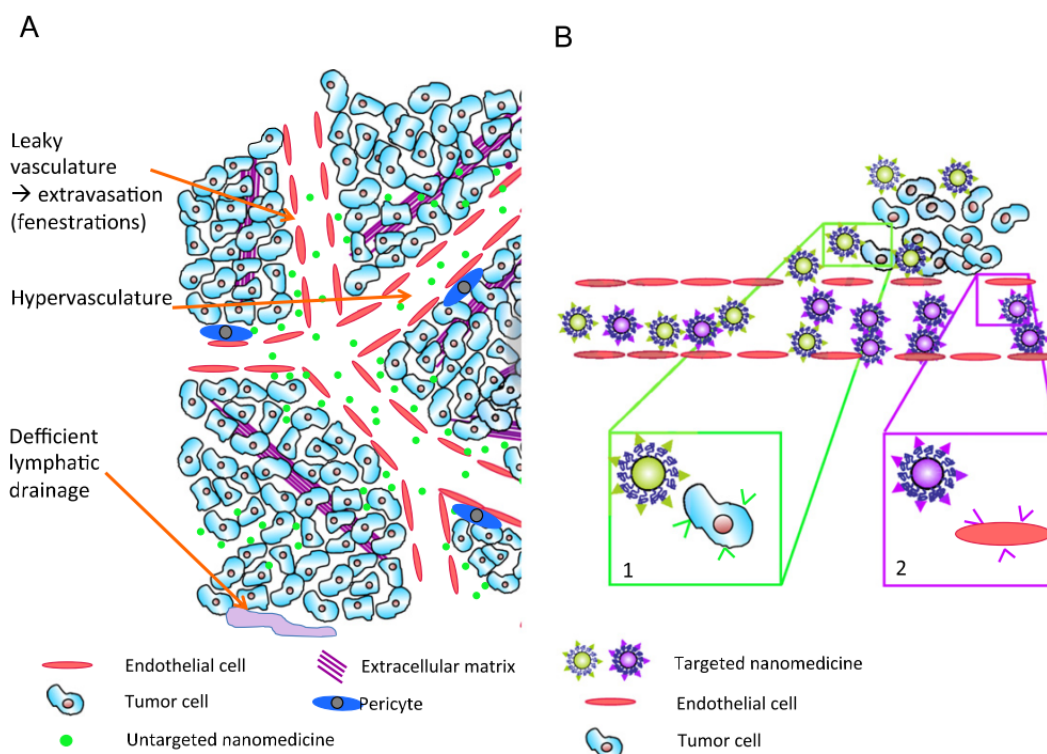 A
B
Leaky
vasculature
→ extravasation
(fenestrations)
Hypervasculature
Defficient
lymphatic
drainage
1
2
Endothelial cell
Extracellular matrix
Tumor cell
Pericyte
Untargeted nanomedicine
Targeted nanomedicine
Endothelial cell
Tumor cell